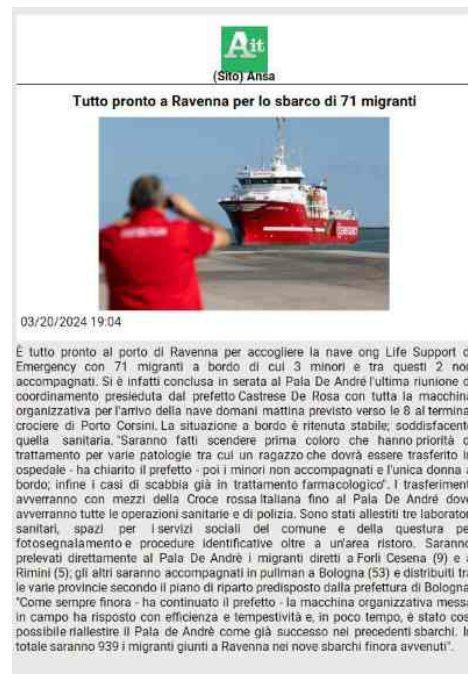 Ait
(Sito) Ansa
Tutto pronto a Ravenna per lo sbarco di 71 migranti
EMERGENCY
03/20/2024 19:04
È tutto pronto al porto di Ravenna per accogliere la nave ong Life Support d
Emergency con 71 migranti a bordo di cui 3 minori e tra questi 2 non
accompagnati. Si è infatti conclusa in serata al Pala De André l'ultima riunione d
coordinamento presieduta dal prefetto Castrese De Rosa con tutta la macchina
organizzativa per l'arrivo della nave domani mattina previsto verso le 8 al termina
crociere di Porto Corsini. La situazione a bordo è ritenuta stabile; soddisfacente
quella sanitaria. "Saranno fatti scendere prima coloro che hanno priorità d
trattamento per varie patologie tra cui un ragazzo che dovrà essere trasferito in
ospedale - ha chiarito il prefetto - poi i minori non accompagnati e l'unica donna a
bordo; infine i casi di scabbia già in trattamento farmacologico". I trasferiment
avverranno con mezzi della Croce rossa Italiana fino al Pala De André dove
avverranno tutte le operazioni sanitarie e di polizia. Sono stati allestiti tre laborator
sanitari, spazi per i servizi sociali del comune e della questura pe
fotosegnalamento e procedure identificative oltre a un'area ristoro. Saranno
prelevati direttamente al Pala De Andrè i migranti diretti a Forlì Cesena (9) e a
Rimini (5); gli altri saranno accompagnati in pullman a Bologna (53) e distribuiti tra
le varie provincie secondo il piano di riparto predisposto dalla prefettura di Bologna
"Come sempre finora - ha continuato il prefetto - la macchina organizzativa messa
in campo ha risposto con efficienza e tempestività e, in poco tempo, è stato cos
possibile riallestire il Pala de Andrè come già successo nei precedenti sbarchi. In
totale saranno 939 i migranti giunti a Ravenna nei nove sbarchi finora avvenuti".